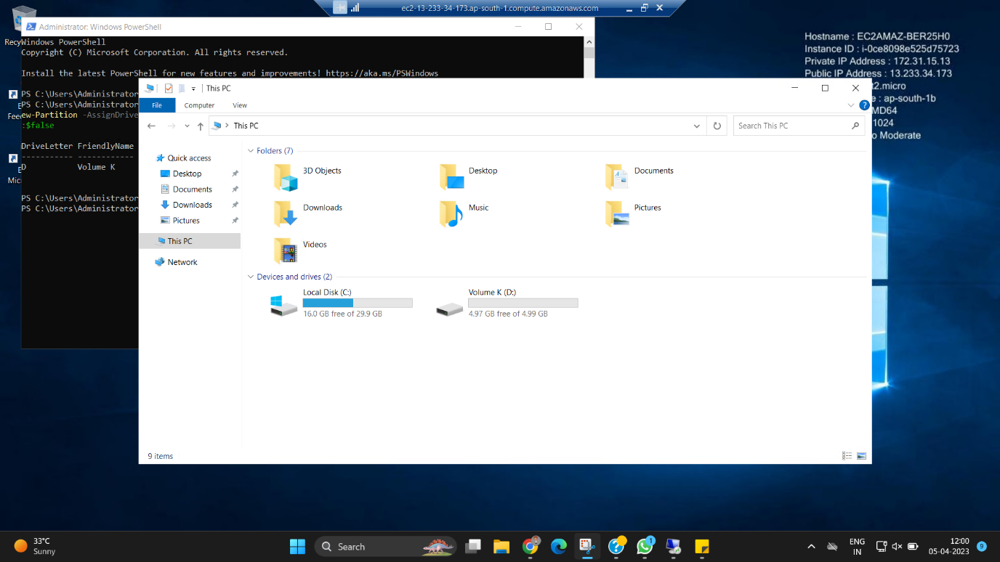 ec2-13-233-34-173.ap-south-1.compute.amazonaws.com
Administrator: Windows PowerShell
Recy
Windows PowerShell
Copyright (C) Microsoft Corporation. All rights reserved.
Install the latest PowerShell for new features and improvements! https://aka.ms/PSWindows
PS C:\Users\Administrator
PS C:\Users\Administrator
ew-Partition -AssignDrive
:$false
DriveLetter FriendlyName
----------- ------------
D Volume K
PS C:\Users\Administrator
PS C:\Users\Administrator
E
Fee
E
Mic
Hostname : EC2AMAZ-BER25H0
Instance ID : i-0ce8098e525d75723
Private IP Address : 172.31.15.13
Public IP Address : 13.233.34.173
t2.micro
e : ap-south-1b
MD64
1024
o Moderate
This PC
File
Computer
View
This PC
Search This PC
Quick access
Desktop
Documents
Downloads
Pictures
This PC
Network
Folders (7)
3D Objects
Desktop
Documents
Downloads
Music
Pictures
Videos
Devices and drives (2)
Local Disk (C:)
16.0 GB free of 29.9 GB
Volume K (D:)
4.97 GB free of 4.99 GB
9 items
33°C
Sunny
Search
1
ENG
IN
12:00
05-04-2023
9